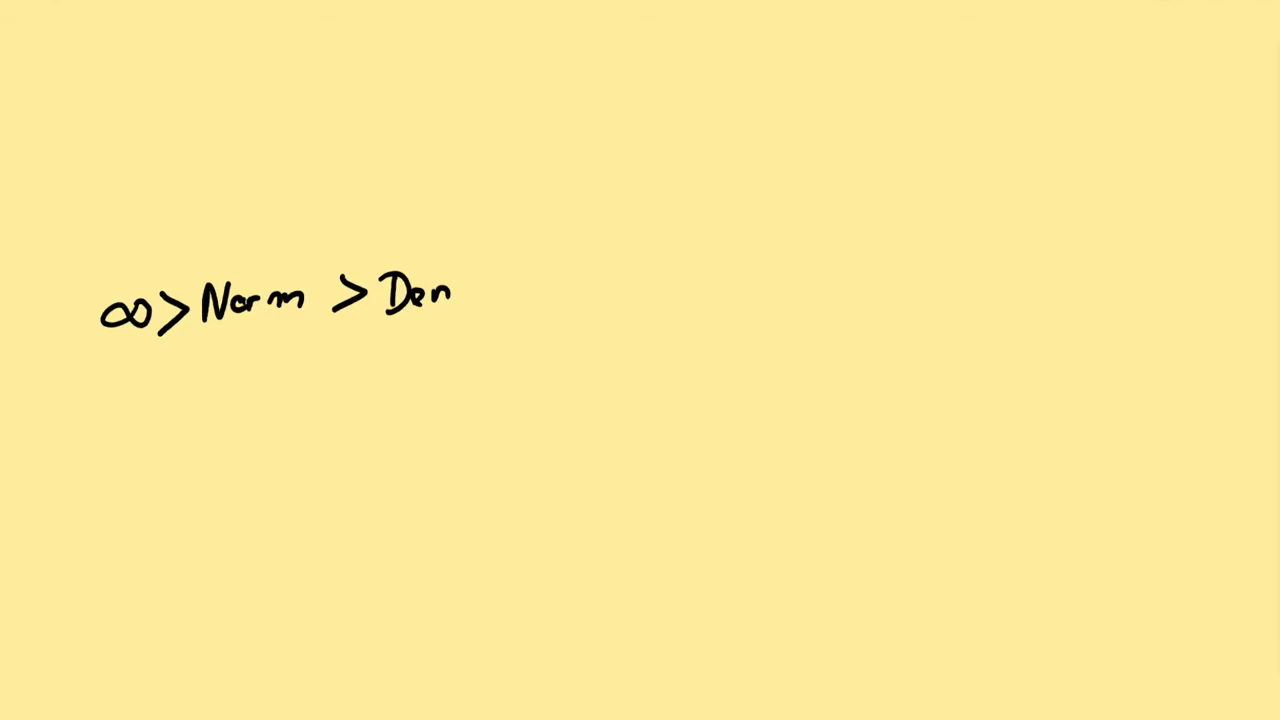 ∞ > Norm > Den